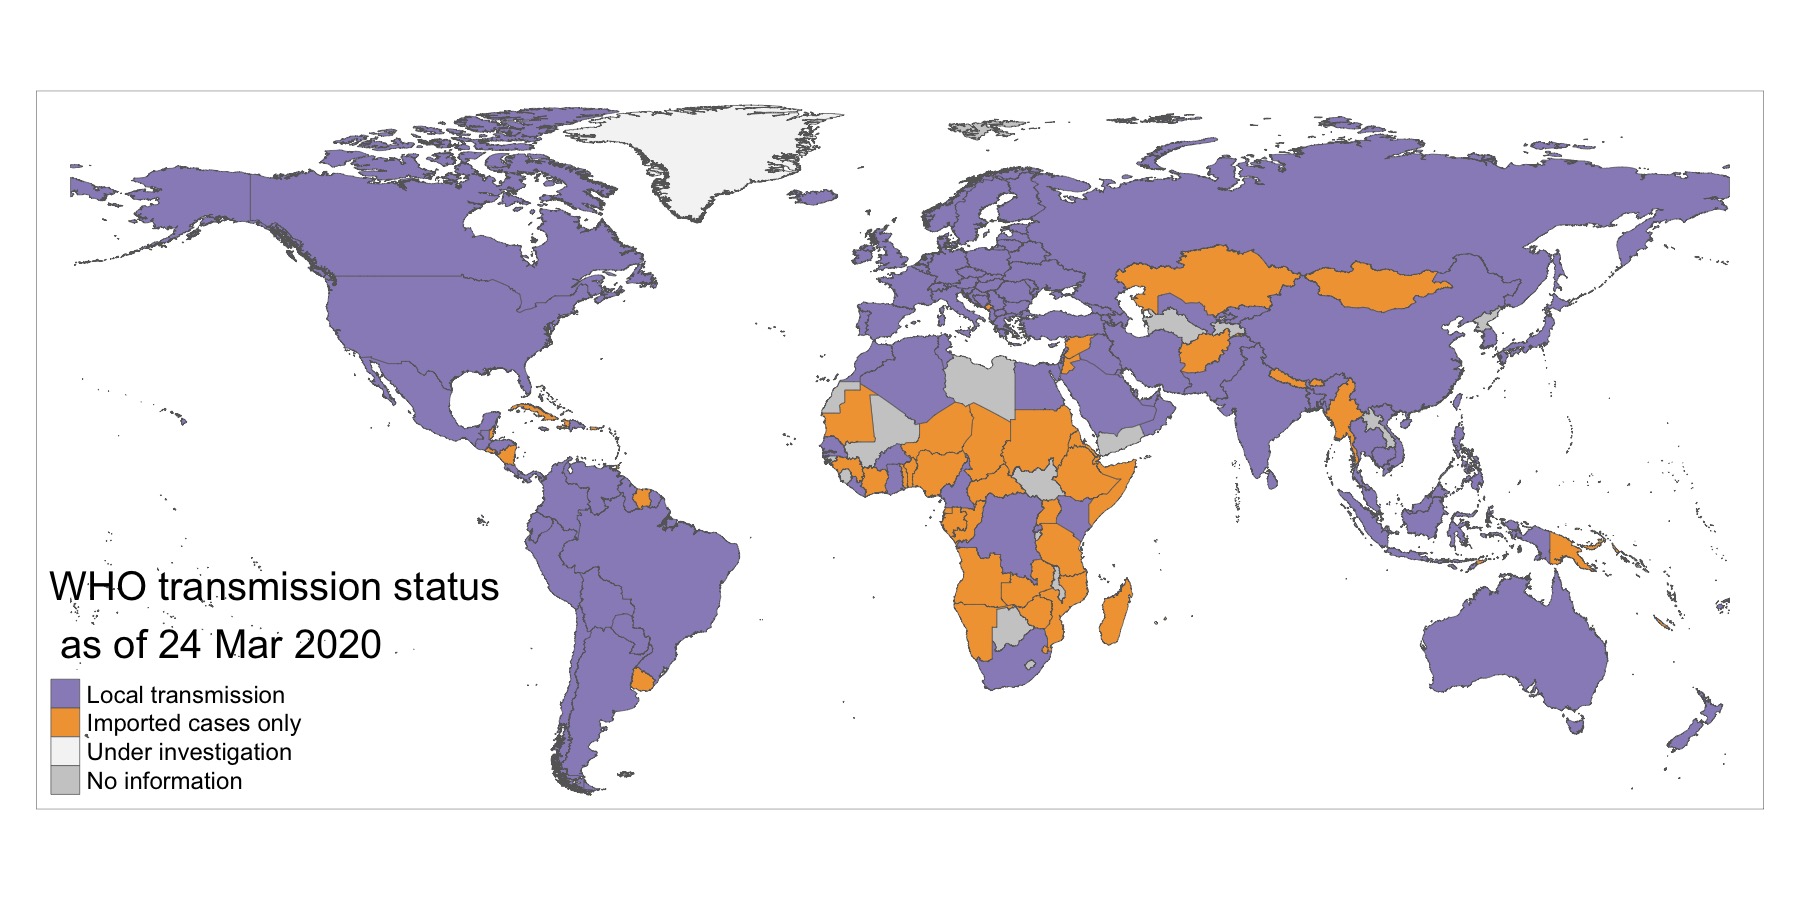 WHO transmission status
as of 24 Mar 2020
Local transmission
Imported cases only
Under investigation
No information